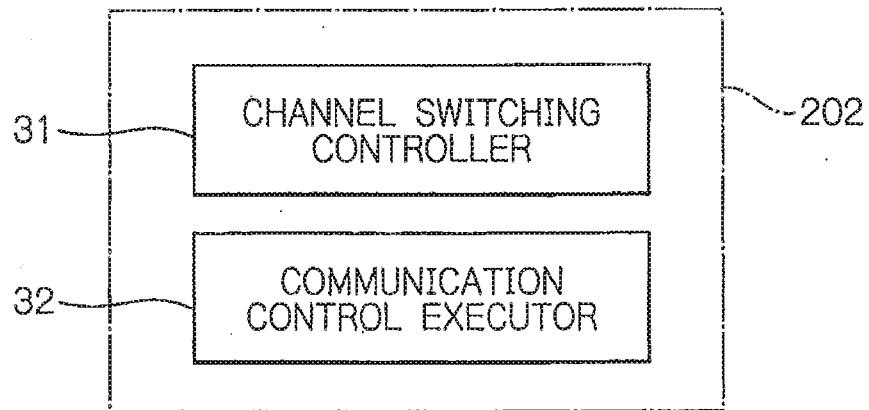 31
CHANNEL SWITCHING
CONTROLLER
202
32
COMMUNICATION
CONTROL EXECUTOR